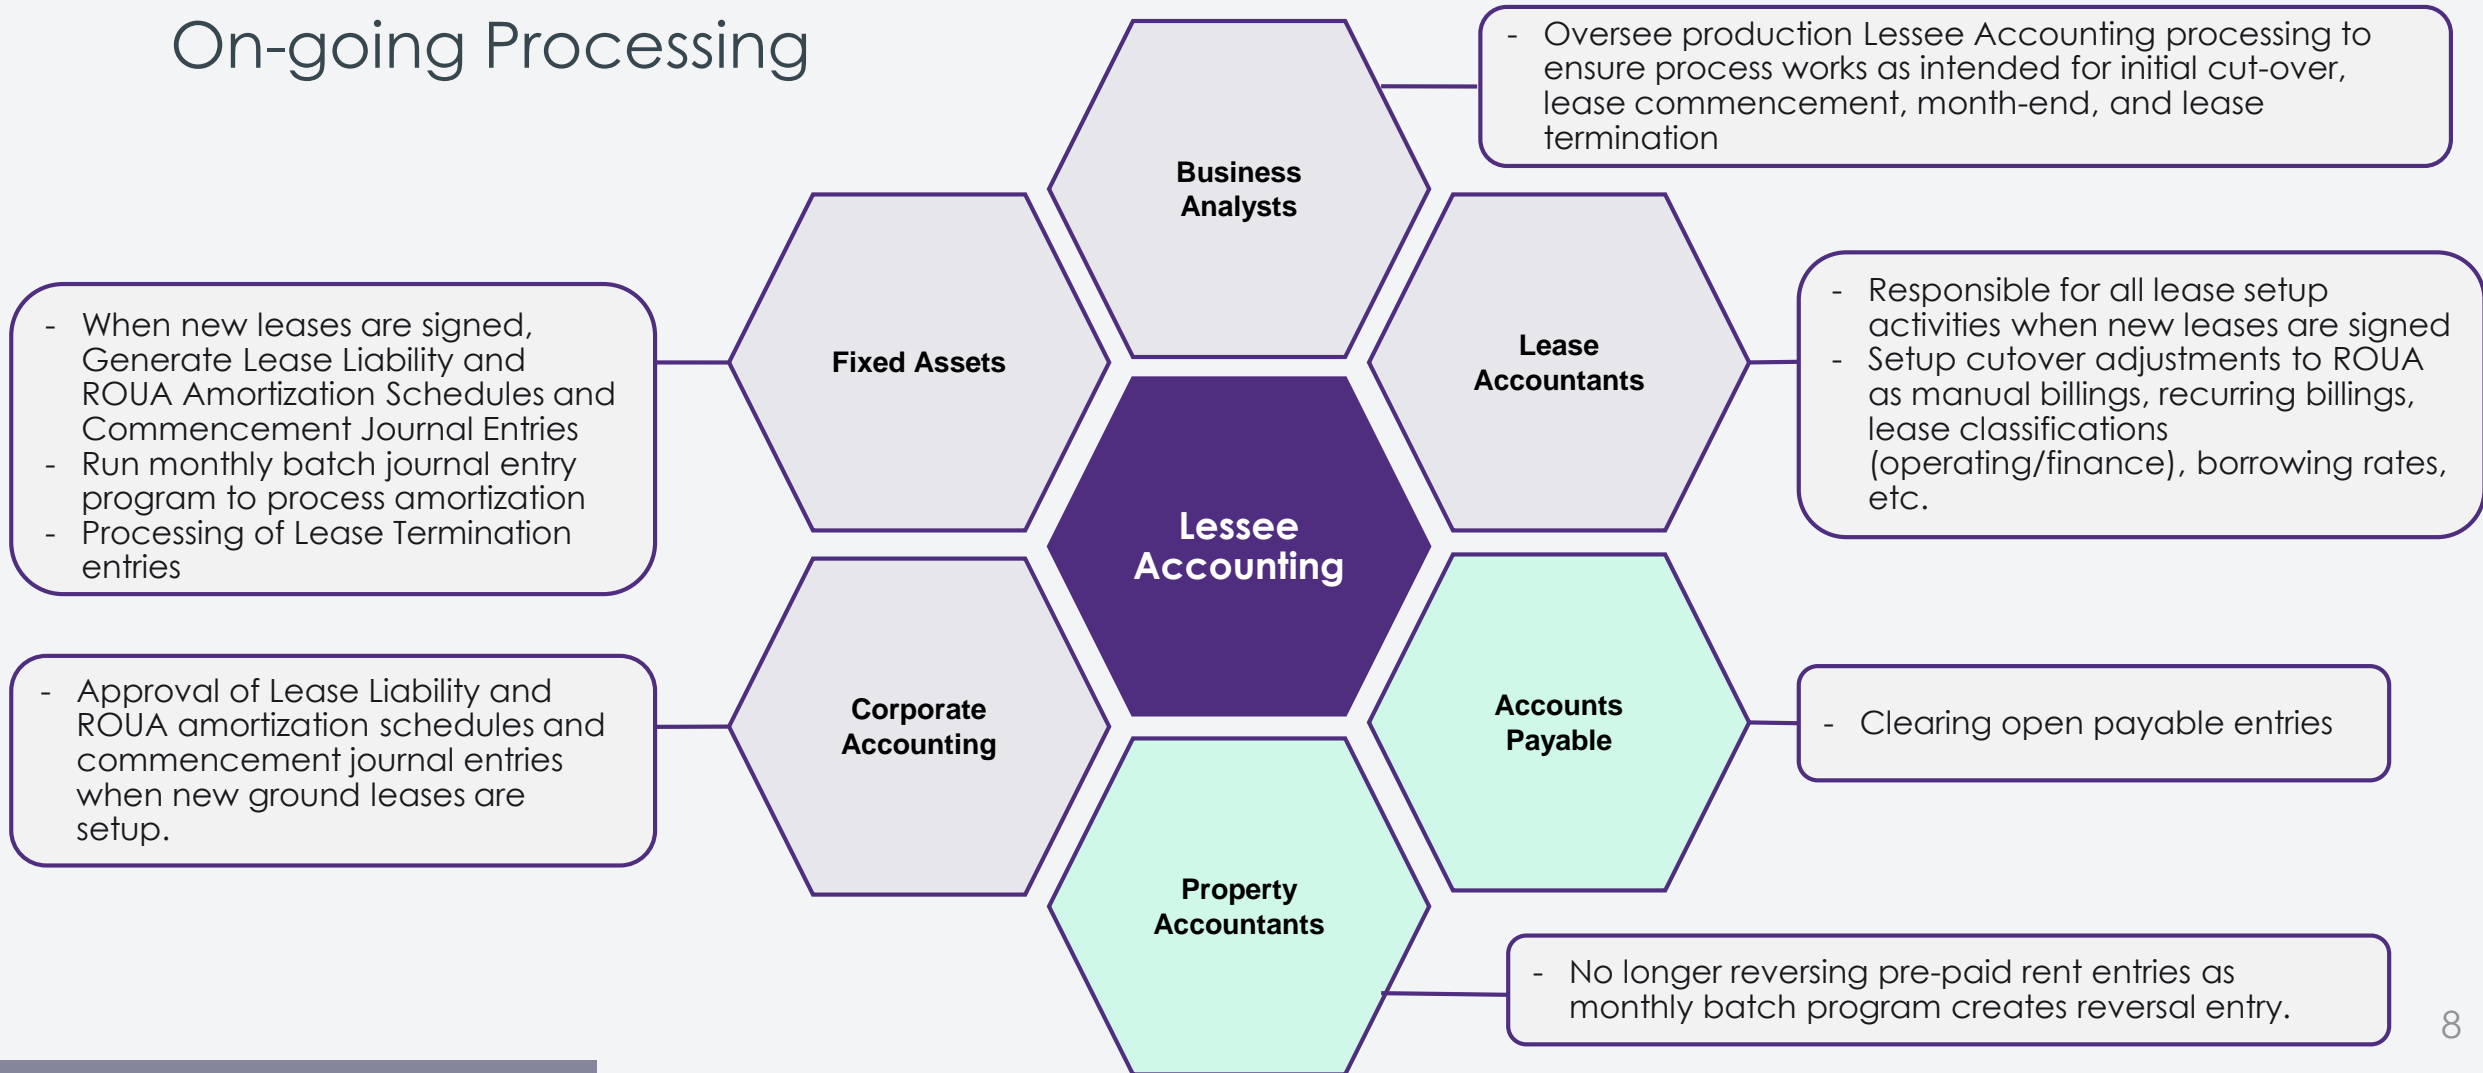 On-going Processing
- Oversee production Lessee Accounting processing to
ensure process works as intended for initial cut-over,
lease commencement, month-end, and lease
termination
Business
Analysts
Fixed Assets
Lease
Accountants
- When new leases are signed,
Generate Lease Liability and
ROUA Amortization Schedules and
Commencement Journal Entries
- Run monthly batch journal entry
program to process amortization
- Processing of Lease Termination
entries
- Responsible for all lease setup
activities when new leases are signed
- Setup cutover adjustments to ROUA
as manual billings, recurring billings,
lease classifications
(operating/finance), borrowing rates,
etc.
Lessee
Accounting
- Approval of Lease Liability and
ROUA amortization schedules and
commencement journal entries
when new ground leases are
setup.
Corporate
Accounting
Accounts
Payable
- Clearing open payable entries
Property
Accountants
- No longer reversing pre-paid rent entries as
monthly batch program creates reversal entry.
8